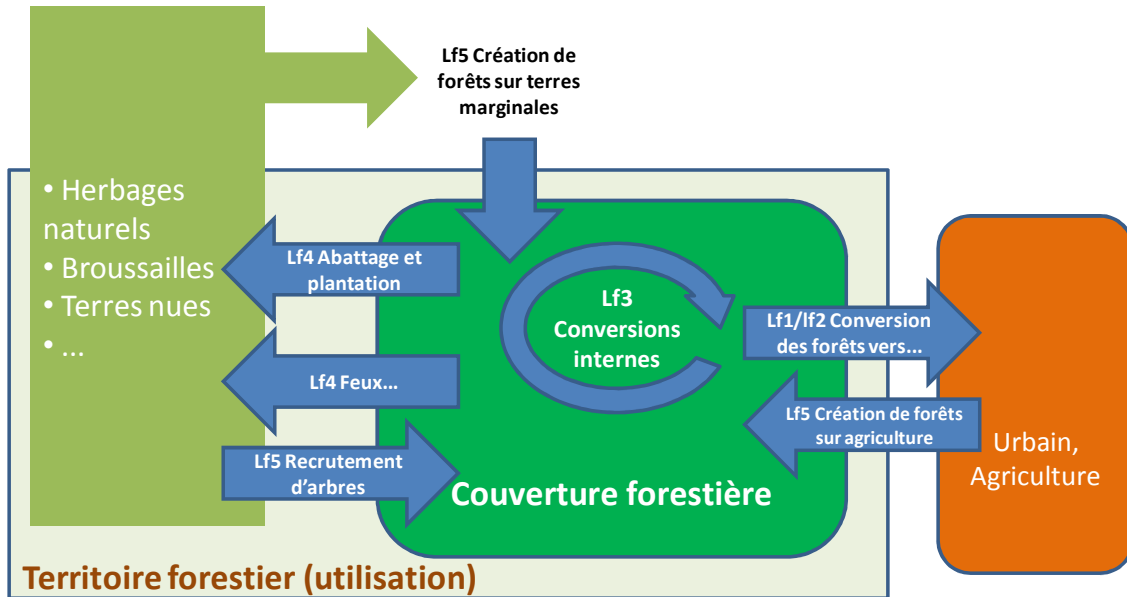 Lf5 Création de
forêts sur terres
marginales
• Herbages
naturels
• Broussailles
• Terres nues
• ...
Lf4 Abattage et
plantation
Lf4 Feux...
Lf5 Recrutement
d’arbres
Lf3
Conversions
internes
Lf1/lf2 Conversion
des forêts vers...
Lf5 Création de forêts
sur agriculture
Couverture forestière
Urbain,
Agriculture
Territoire forestier (utilisation)